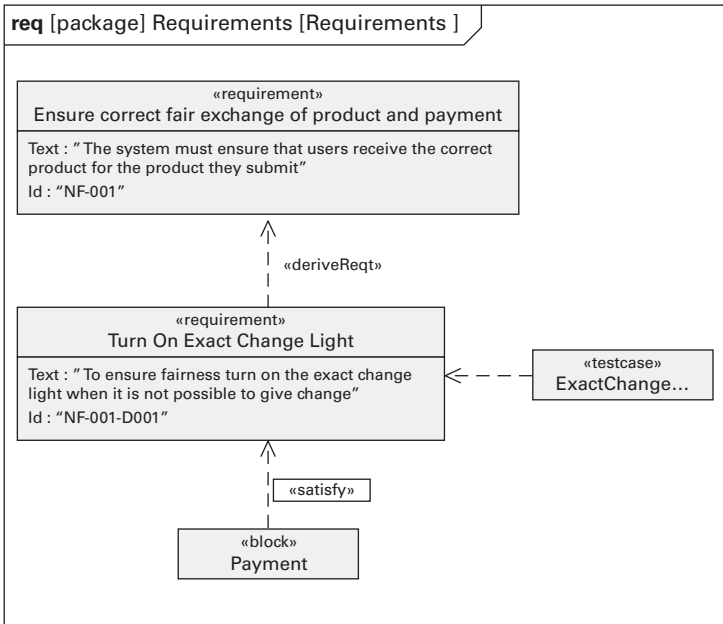 req [package] Requirements [Requirements ]
«requirement»
Ensure correct fair exchange of product and payment
Text : ” The system must ensure that users receive the correct
product for the product they submit”
Id : “NF-001”
«deriveReqt»
«requirement»
Turn On Exact Change Light
Text : ” To ensure fairness turn on the exact change
light when it is not possible to give change”
Id : “NF-001-D001”
«testcase»
ExactChange...
«satisfy»
«block»
Payment